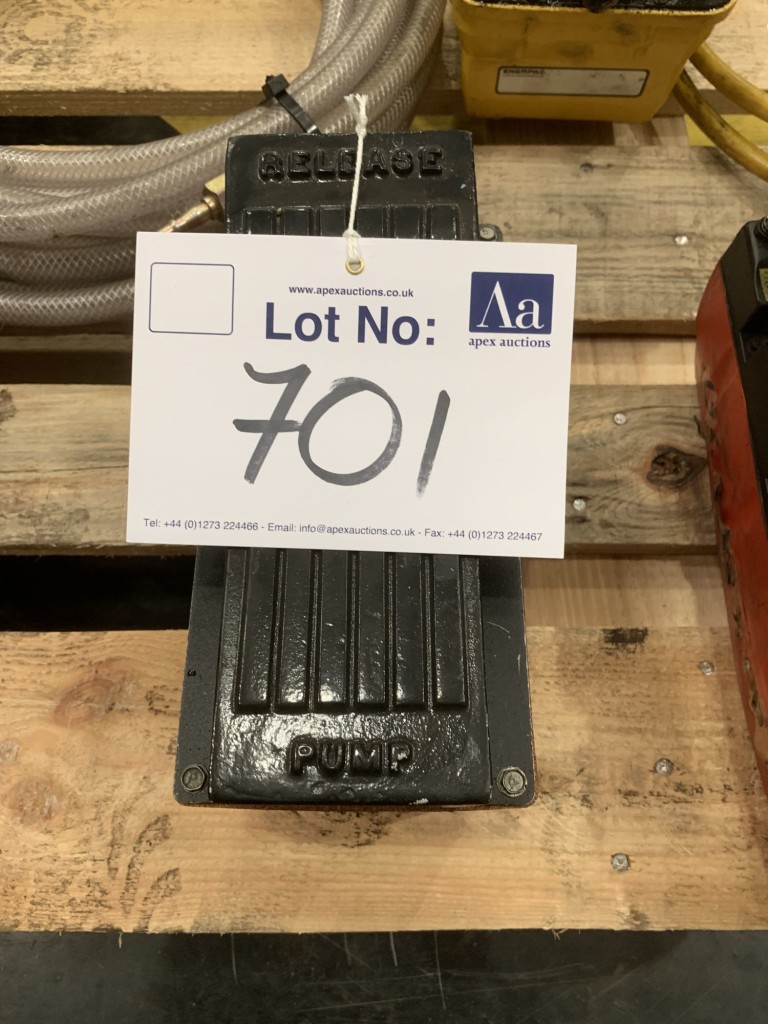 ENERPAC
RELEASE
www.apexauctions.co.uk
Lot No:
Aa
apex auctions
701
Tel: +44 (0)1273 224466 - Email: info@apexauctions.co.uk - Fax: +44 (0)1273 224467
PUMP